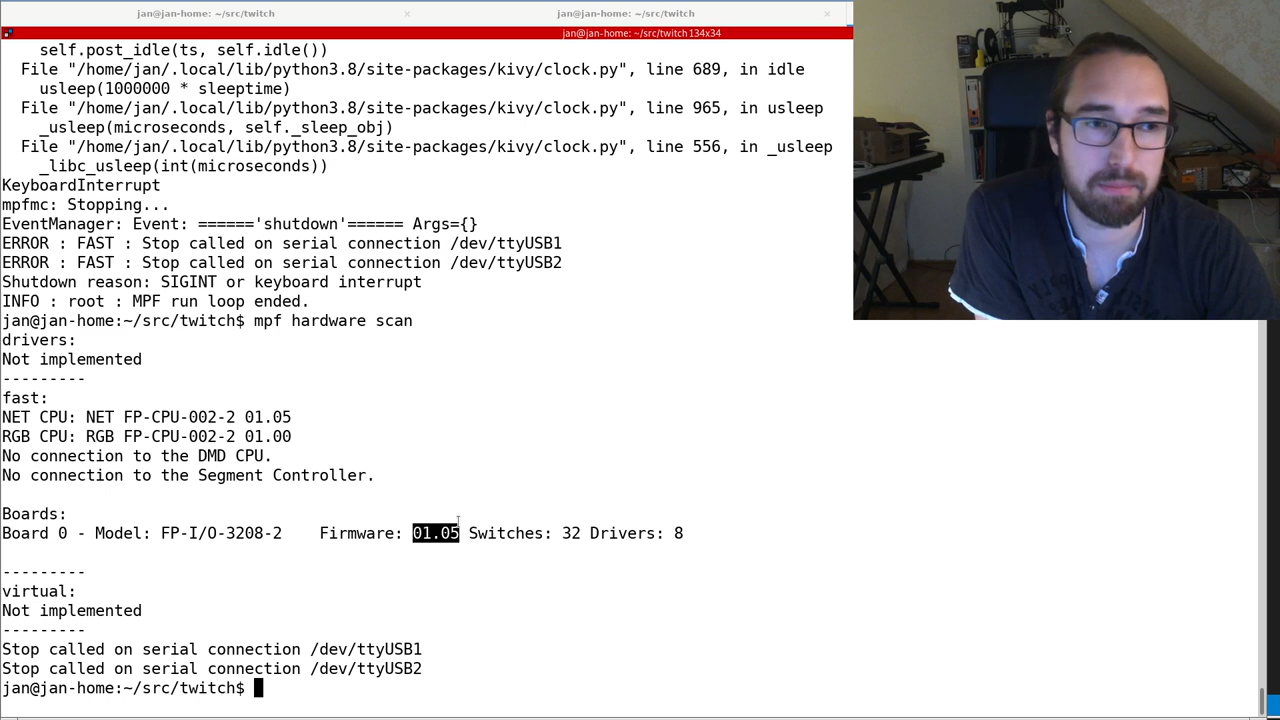 jan@jan-home: ~/src/twitch × jan@jan-home: ~/src/twitch ×
jan@jan-home: ~/src/twitch 134x34
self.post_idle(ts, self.idle())
File "/home/jan/.local/lib/python3.8/site-packages/kivy/clock.py", line 689, in idle
usleep(1000000 * sleeptime)
File "/home/jan/.local/lib/python3.8/site-packages/kivy/clock.py", line 965, in usleep
_usleep(microseconds, self._sleep_obj)
File "/home/jan/.local/lib/python3.8/site-packages/kivy/clock.py", line 556, in _usleep
_libc_usleep(int(microseconds))
KeyboardInterrupt
mpfmc: Stopping...
EventManager: Event: ======'shutdown'====== Args={}
ERROR : FAST : Stop called on serial connection /dev/ttyUSB1
ERROR : FAST : Stop called on serial connection /dev/ttyUSB2
Shutdown reason: SIGINT or keyboard interrupt
INFO : root : MPF run loop ended.
jan@jan-home:~/src/twitch$ mpf hardware scan
drivers:
Not implemented
---------
fast:
NET CPU: NET FP-CPU-002-2 01.05
RGB CPU: RGB FP-CPU-002-2 01.00
No connection to the DMD CPU.
No connection to the Segment Controller.
Boards:
Board 0 - Model: FP-I/O-3208-2    Firmware: 01.05 Switches: 32 Drivers: 8
---------
virtual:
Not implemented
---------
Stop called on serial connection /dev/ttyUSB1
Stop called on serial connection /dev/ttyUSB2
jan@jan-home:~/src/twitch$